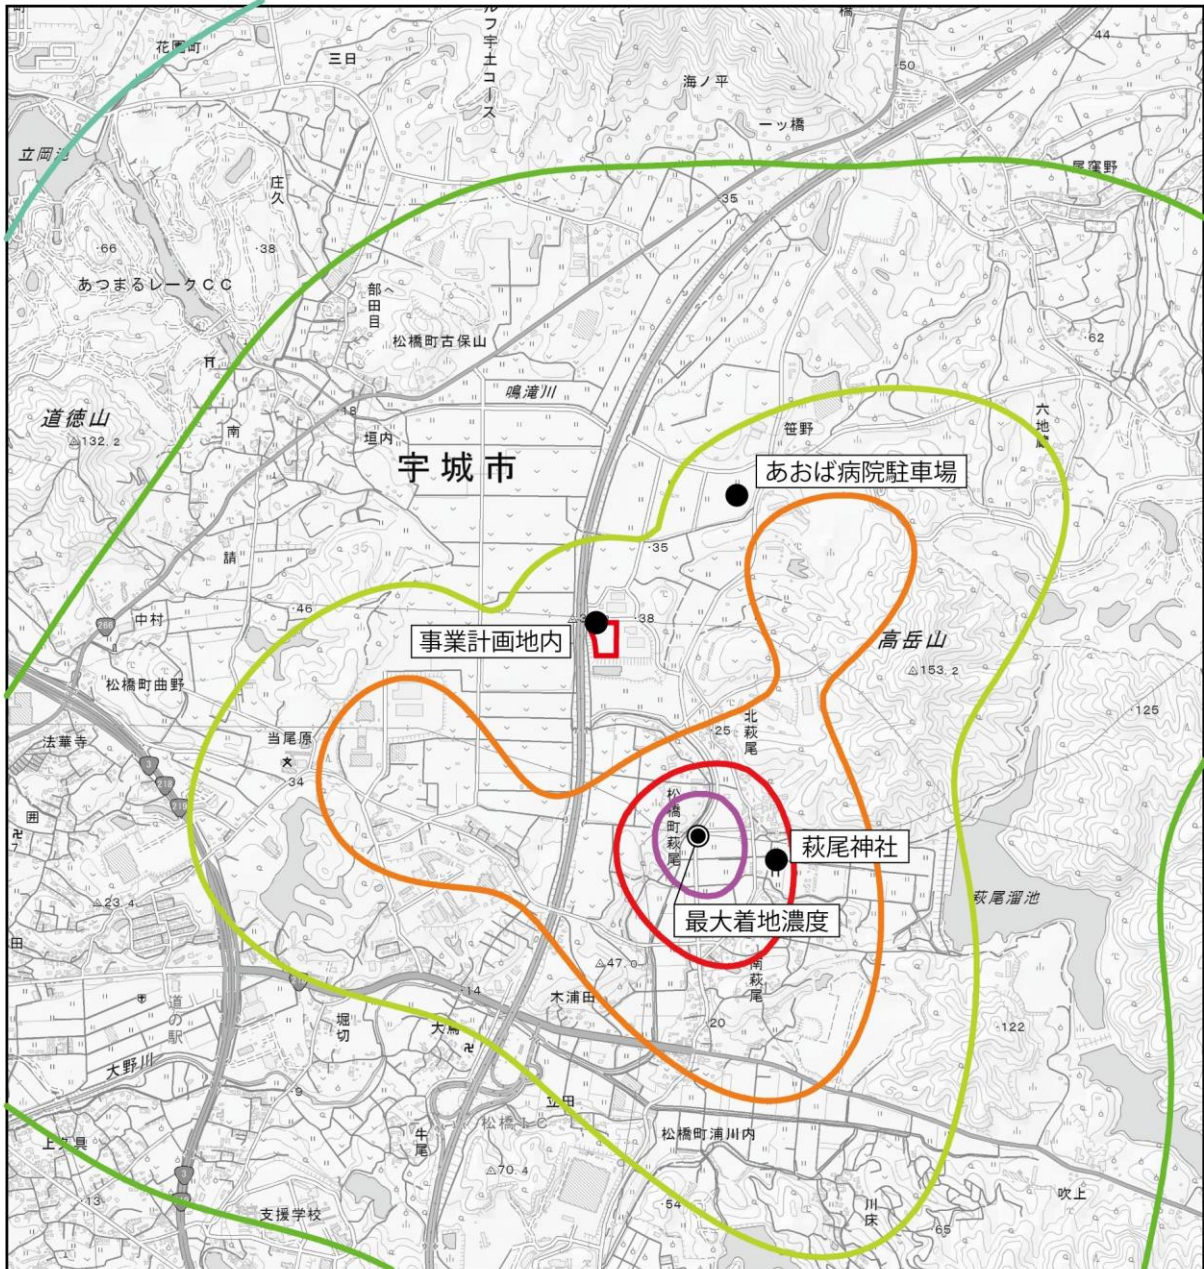 花園町
三日
ルフ宇土コース
橋
44
50
海ノ平
一ッ橋
立岡池
庄久
尾窪野
35
66
38
あつまるレークCC
部田目
松橋町古保山
62
鳴滝川
道徳山
132.2
18
南
垣内
六地蔵
笹野
宇城市
あおば病院駐車場
35
請
46
中村
266
38
事業計画地内
高岳山
153.2
松橋町曲野
125
北萩尾
25
法華寺
当尾原
3
218
219
34
囲
松橋町萩尾
萩尾神社
萩尾溜池
23.4
最大着地濃度
田
47.0
南萩尾
14
木浦田
道の駅
堀切
20
122
大野川
9
立田
松橋IC
松橋町浦川内
牛尾
70.4
3
13
支援学校
54
川床
65
吹上